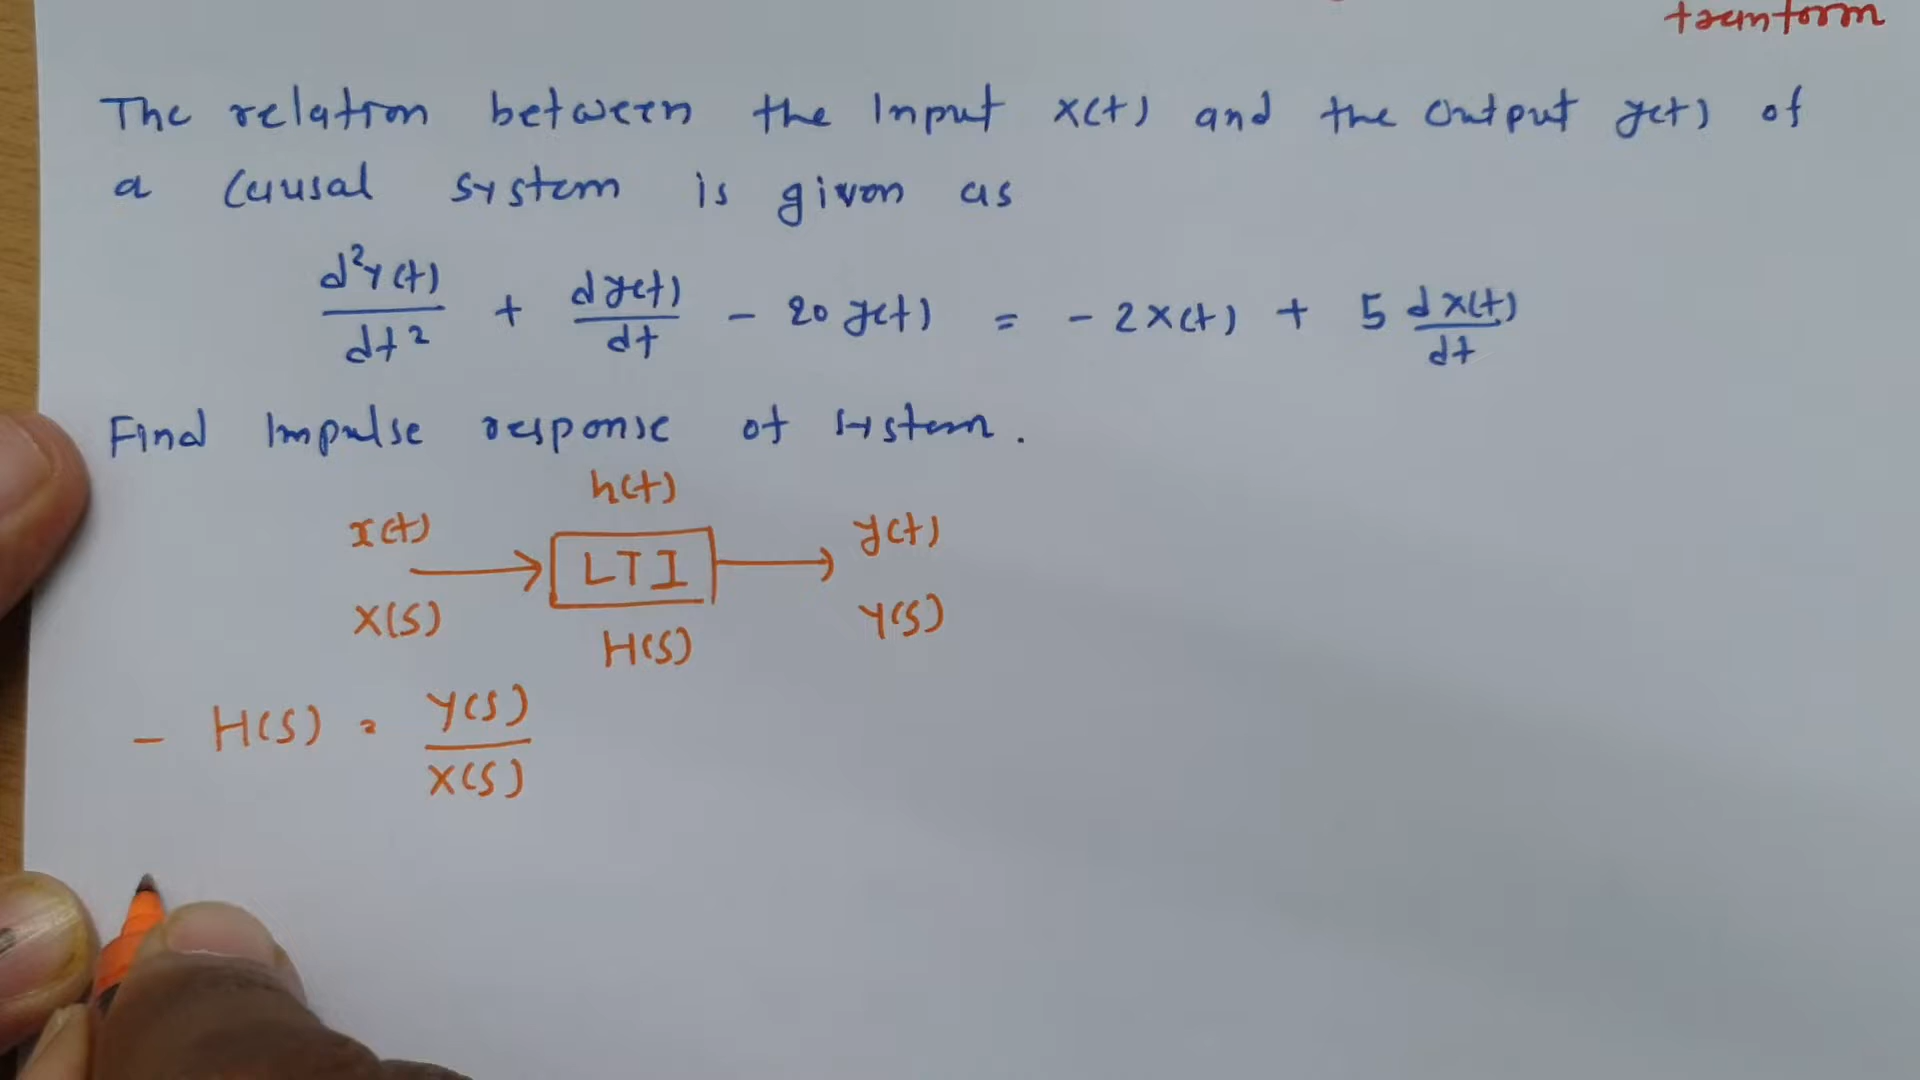 transform
The relation between the Input x(t) and the output y(t) of
a causal system is given as
d²y(t)/dt² + dy(t)/dt - 20 y(t) = - 2x(t) + 5 dx(t)/dt
Find Impulse response of system.
h(t)
x(t) → LTI → y(t)
X(S) H(S) Y(S)
- H(S) = Y(S)/X(S)